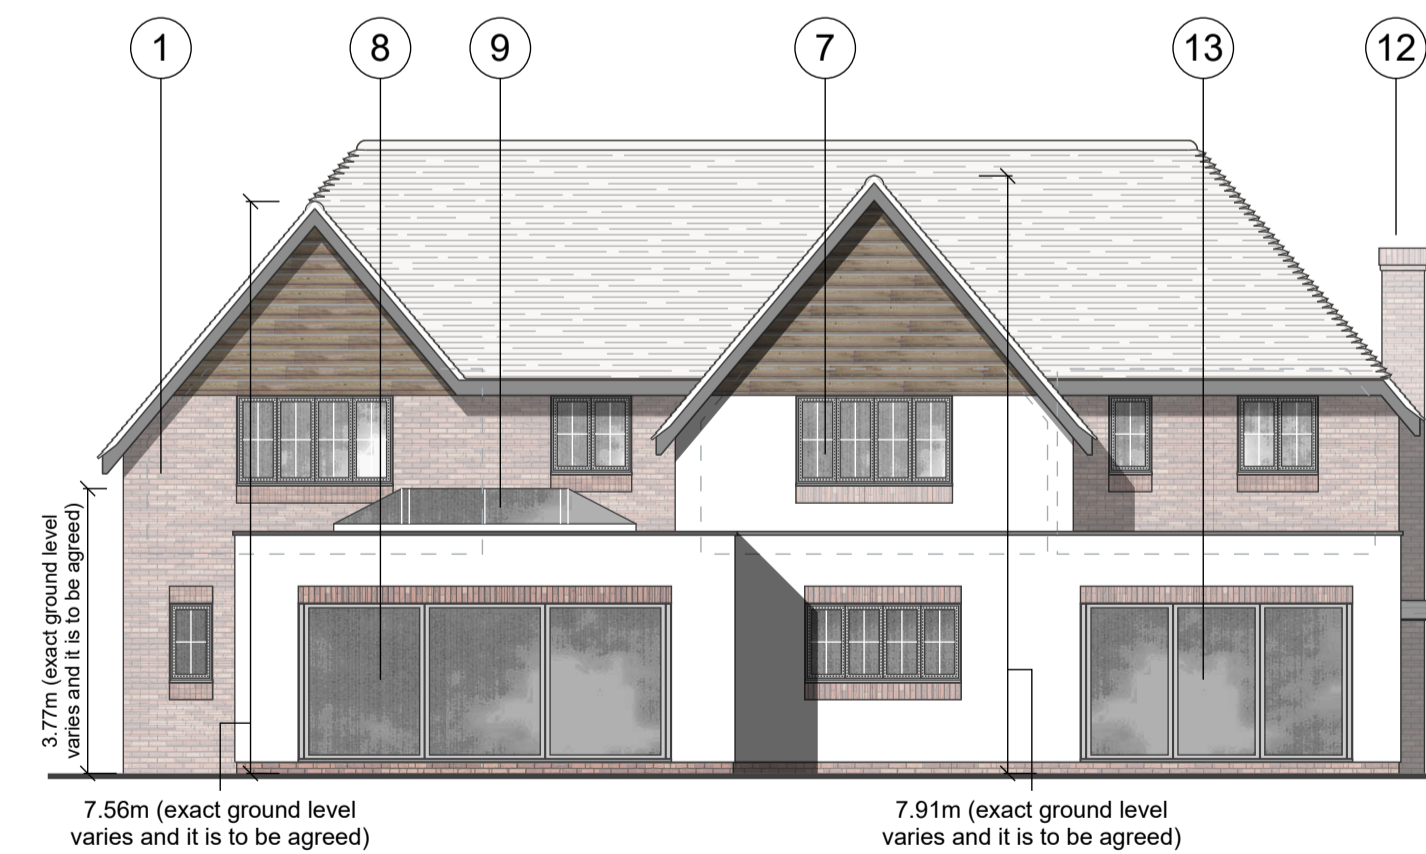 1
8
9
7
13
12
3.77m (exact ground level
varies and it is to be agreed)
7.56m (exact ground level
varies and it is to be agreed)
7.91m (exact ground level
varies and it is to be agreed)